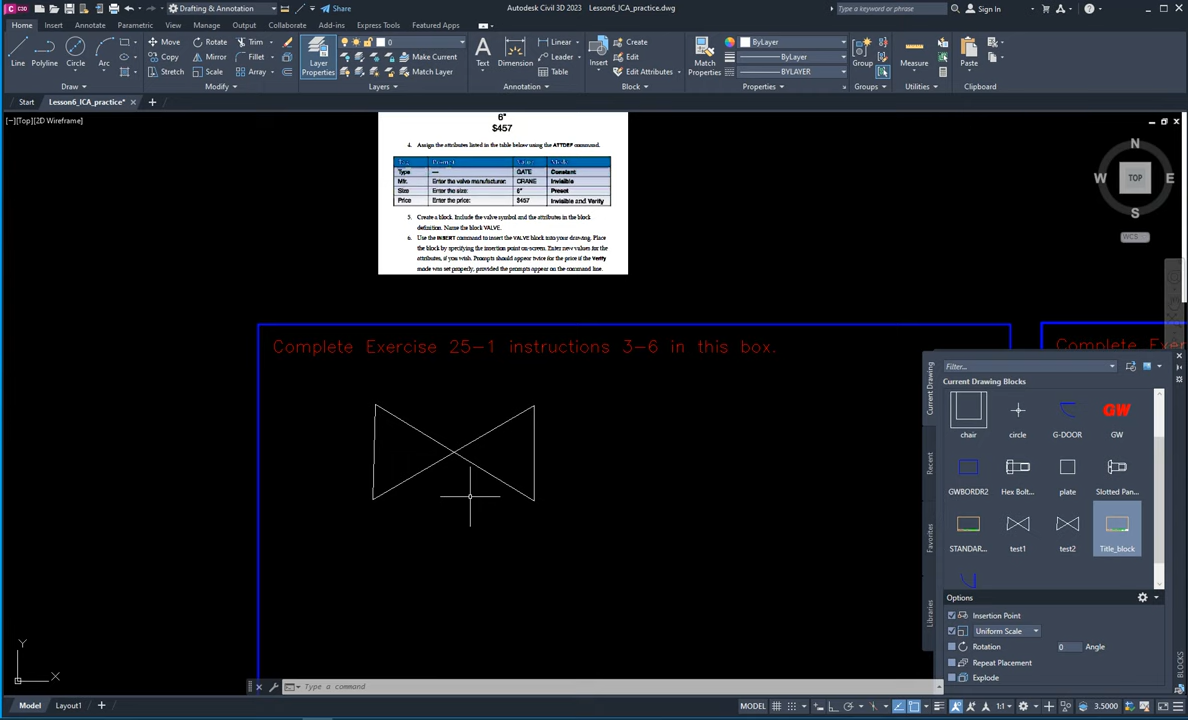 C3D Drafting & Annotation Share Autodesk Civil 3D 2023 Lesson6_ICA_practice.dwg Type a keyword or phrase Sign In
Home Insert Annotate Parametric View Manage Output Collaborate Express Tools Featured Apps
Line Polyline Circle Arc
Move Rotate Trim
Copy Mirror Fillet
Stretch Scale Array
Layer Properties
0
Make Current
Match Layer
Text Dimension
Linear
Leader
Table
Insert
Create
Edit
Edit Attributes
Match Properties
ByLayer
ByLayer
BYLAYER
Group Measure Paste
Draw Modify Layers Annotation Block Properties Groups Utilities Clipboard
Start Lesson6_ICA_practice*
[−][Top][2D Wireframe]
6"
$457
4. Assign the attributes listed in the table below using the ATTDEF command.
Type — GATE Constant
Mfr. Enter the valve manufacturer: CRANE Invisible
Size Enter the size: 6" Preset
Price Enter the price: $457 Invisible and Verify
5. Create a block. Include the valve symbol and the attributes in the block
definition. Name the block VALVE.
6. Use the INSERT command to insert the VALVE block into your drawing. Place
the block by specifying the insertion point on-screen. Enter new values for the
attributes, if you wish. Prompts should appear twice for the price if the Verify
mode was set properly, provided the prompts appear on the command line.
N
W TOP E
S
WCS
Complete Exercise 25-1 instructions 3-6 in this box.
Complete Exer
Filter...
Current Drawing Blocks
chair circle G-DOOR GW
GWBORDR2 Hex Bolt... plate Slotted Pan...
STANDAR... test1 test2 Title_block
Current Drawing
Recent
Favorites
Libraries
BLOCKS
Options
Insertion Point
Uniform Scale
Rotation 0 Angle
Repeat Placement
Explode
Y
X
Type a command
Model Layout1
MODEL 1:1 3.5000